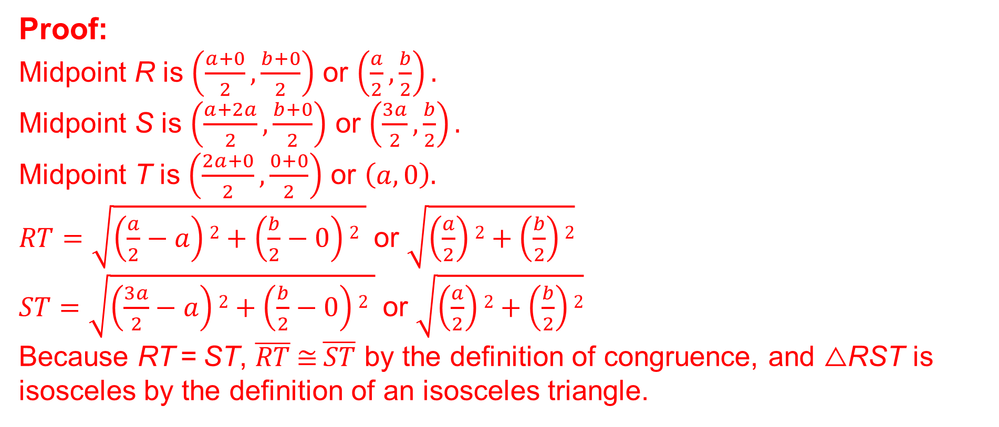 Proof:
Midpoint R is $\left(\frac{a+0}{2}, \frac{b+0}{2}\right)$ or $\left(\frac{a}{2}, \frac{b}{2}\right)$.
Midpoint S is $\left(\frac{a+2a}{2}, \frac{b+0}{2}\right)$ or $\left(\frac{3a}{2}, \frac{b}{2}\right)$.
Midpoint T is $\left(\frac{2a+0}{2}, \frac{0+0}{2}\right)$ or $(a, 0)$.
$RT = \sqrt{\left(\frac{a}{2} - a\right)^2 + \left(\frac{b}{2} - 0\right)^2}$ or $\sqrt{\left(\frac{a}{2}\right)^2 + \left(\frac{b}{2}\right)^2}$
$ST = \sqrt{\left(\frac{3a}{2} - a\right)^2 + \left(\frac{b}{2} - 0\right)^2}$ or $\sqrt{\left(\frac{a}{2}\right)^2 + \left(\frac{b}{2}\right)^2}$
Because RT = ST, $\overline{RT} \cong \overline{ST}$ by the definition of congruence, and △RST is
isosceles by the definition of an isosceles triangle.